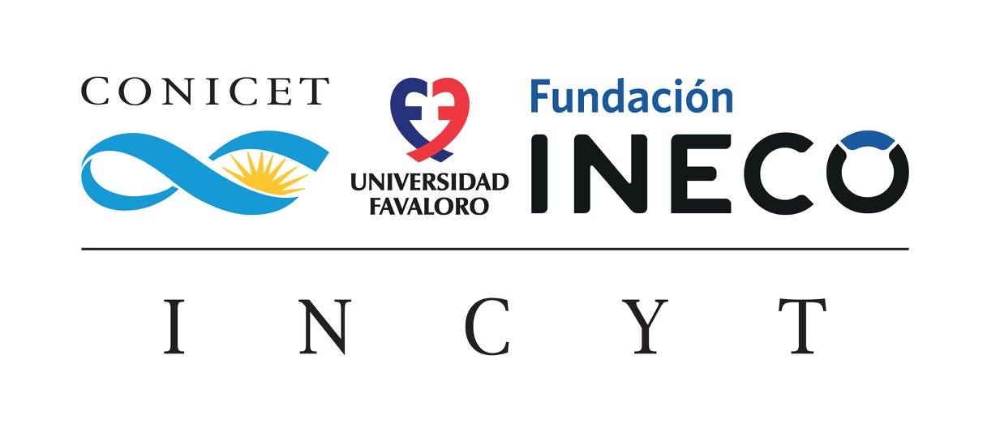 CONICET
UNIVERSIDAD
FAVALORO
Fundación
INECO
INCYT